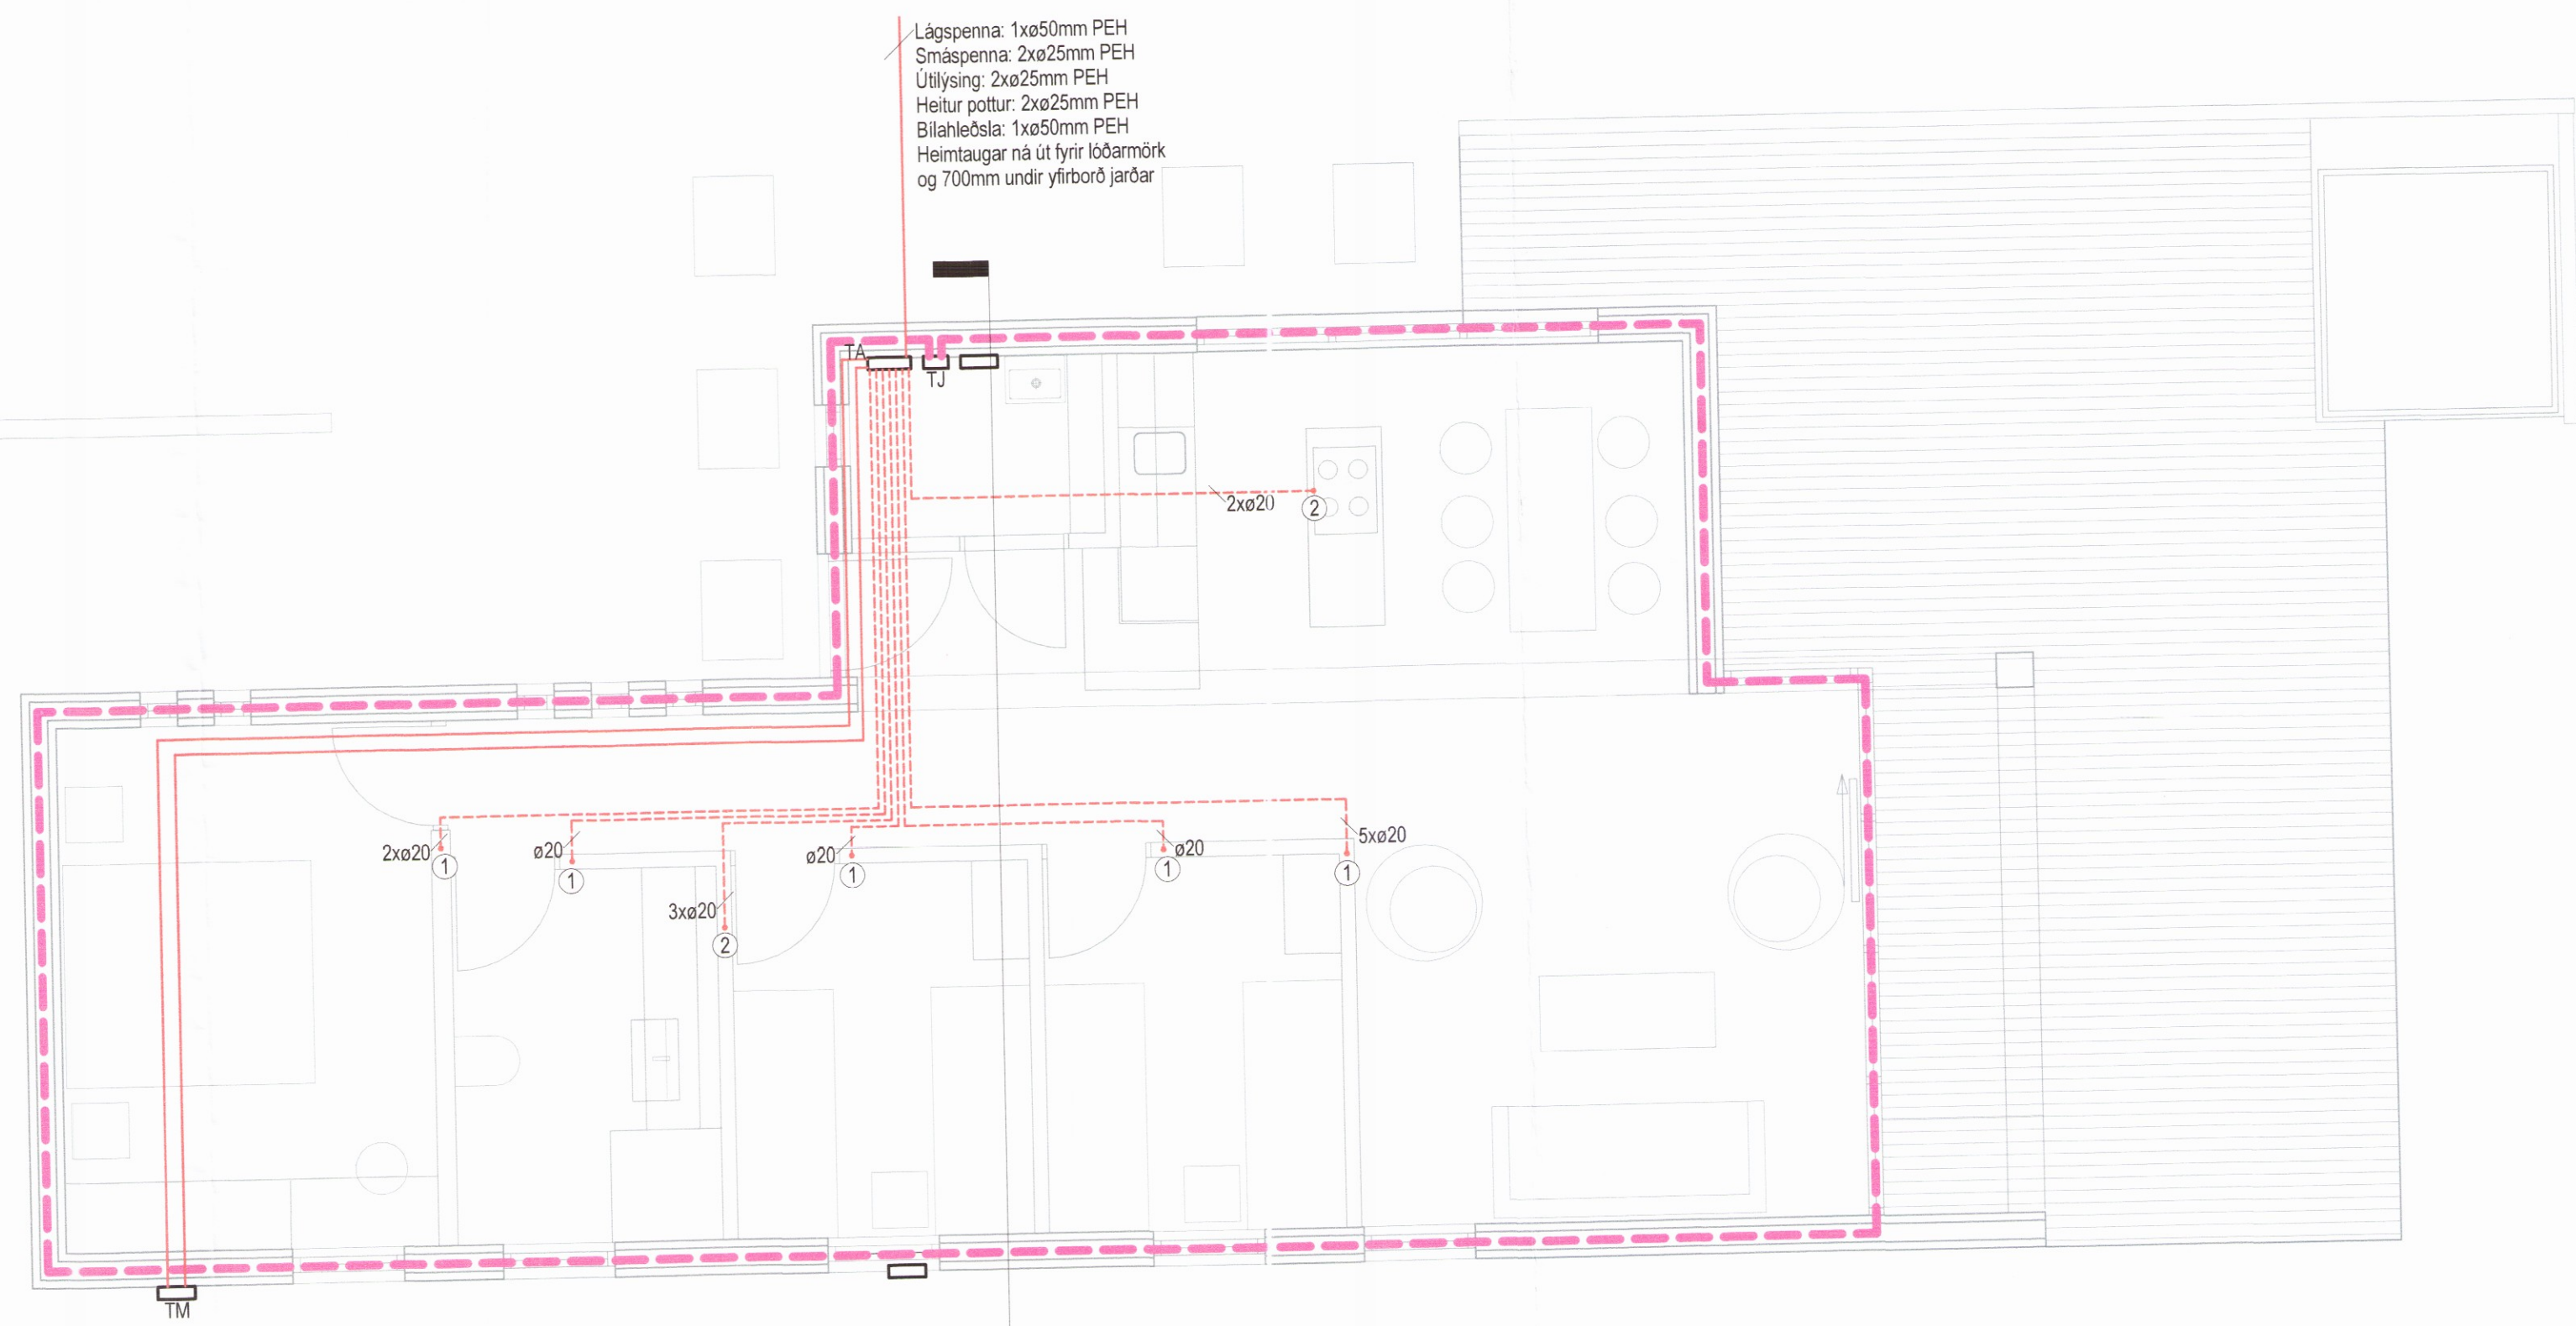 Lágspenna: 1xø50mm PEH
Smáspenna: 2xø25mm PEH
Útilýsing: 2xø25mm PEH
Heitur pottur: 2xø25mm PEH
Bílahleðsla: 1xø50mm PEH
Heimtaugar ná út fyrir lóðarmörk
og 700mm undir yfirborð jarðar
TA
TJ
2xø20
2
2xø20
1
ø20
1
3xø20
2
ø20
1
ø20
1
5xø20
1
TM